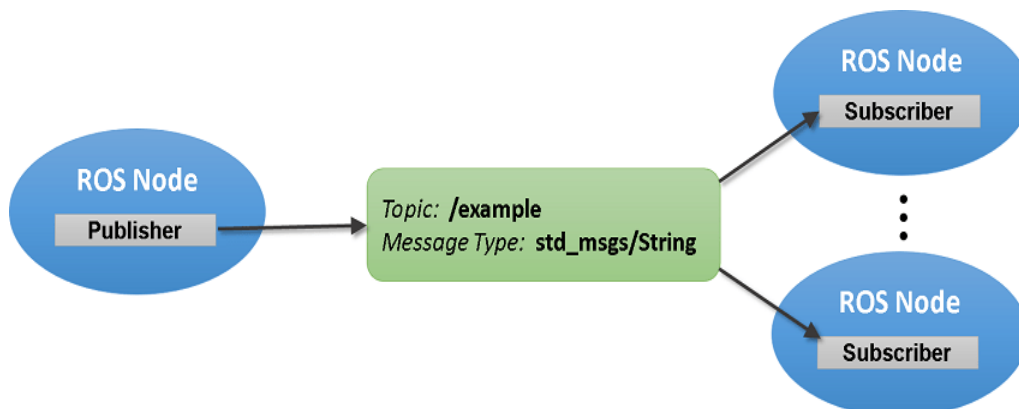 ROS Node
Publisher
Topic: /example
Message Type: std_msgs/String
ROS Node
Subscriber
ROS Node
Subscriber